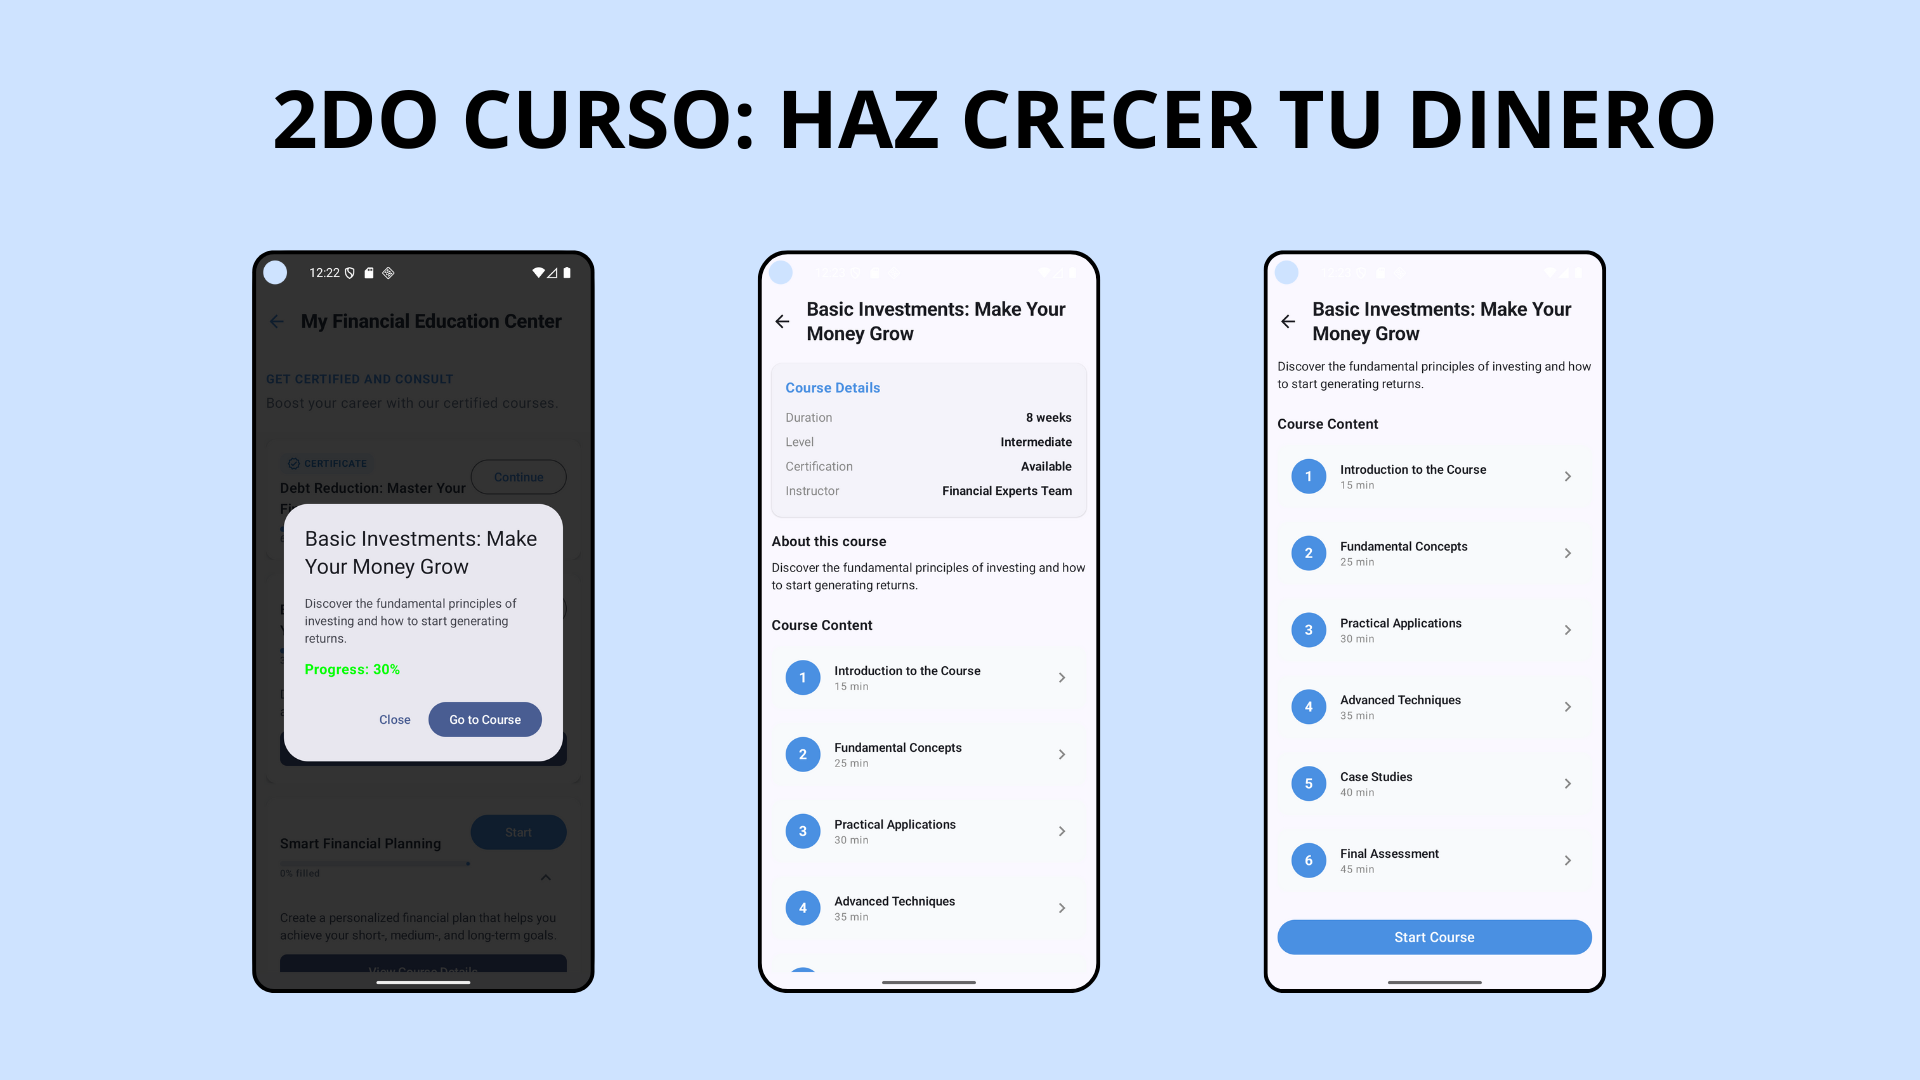 2DO CURSO: HAZ CRECER TU DINERO
12:22
My Financial Education Center
GET CERTIFIED AND CONSULT
Boost your career with our certified courses.
CERTIFICATE
Continue
Debt Reduction: Master Your
Basic Investments: Make
Your Money Grow
Discover the fundamental principles of
investing and how to start generating
returns.
Progress: 30%
Close
Go to Course
Start
Smart Financial Planning
0% filled
Create a personalized financial plan that helps you
achieve your short-, medium-, and long-term goals.
View Course Details
Basic Investments: Make Your
Money Grow
Course Details
Duration 8 weeks
Level Intermediate
Certification Available
Instructor Financial Experts Team
About this course
Discover the fundamental principles of investing and how
to start generating returns.
Course Content
1 Introduction to the Course
15 min
2 Fundamental Concepts
25 min
3 Practical Applications
30 min
4 Advanced Techniques
35 min
Basic Investments: Make Your
Money Grow
Discover the fundamental principles of investing and how
to start generating returns.
Course Content
1 Introduction to the Course
15 min
2 Fundamental Concepts
25 min
3 Practical Applications
30 min
4 Advanced Techniques
35 min
5 Case Studies
40 min
6 Final Assessment
45 min
Start Course